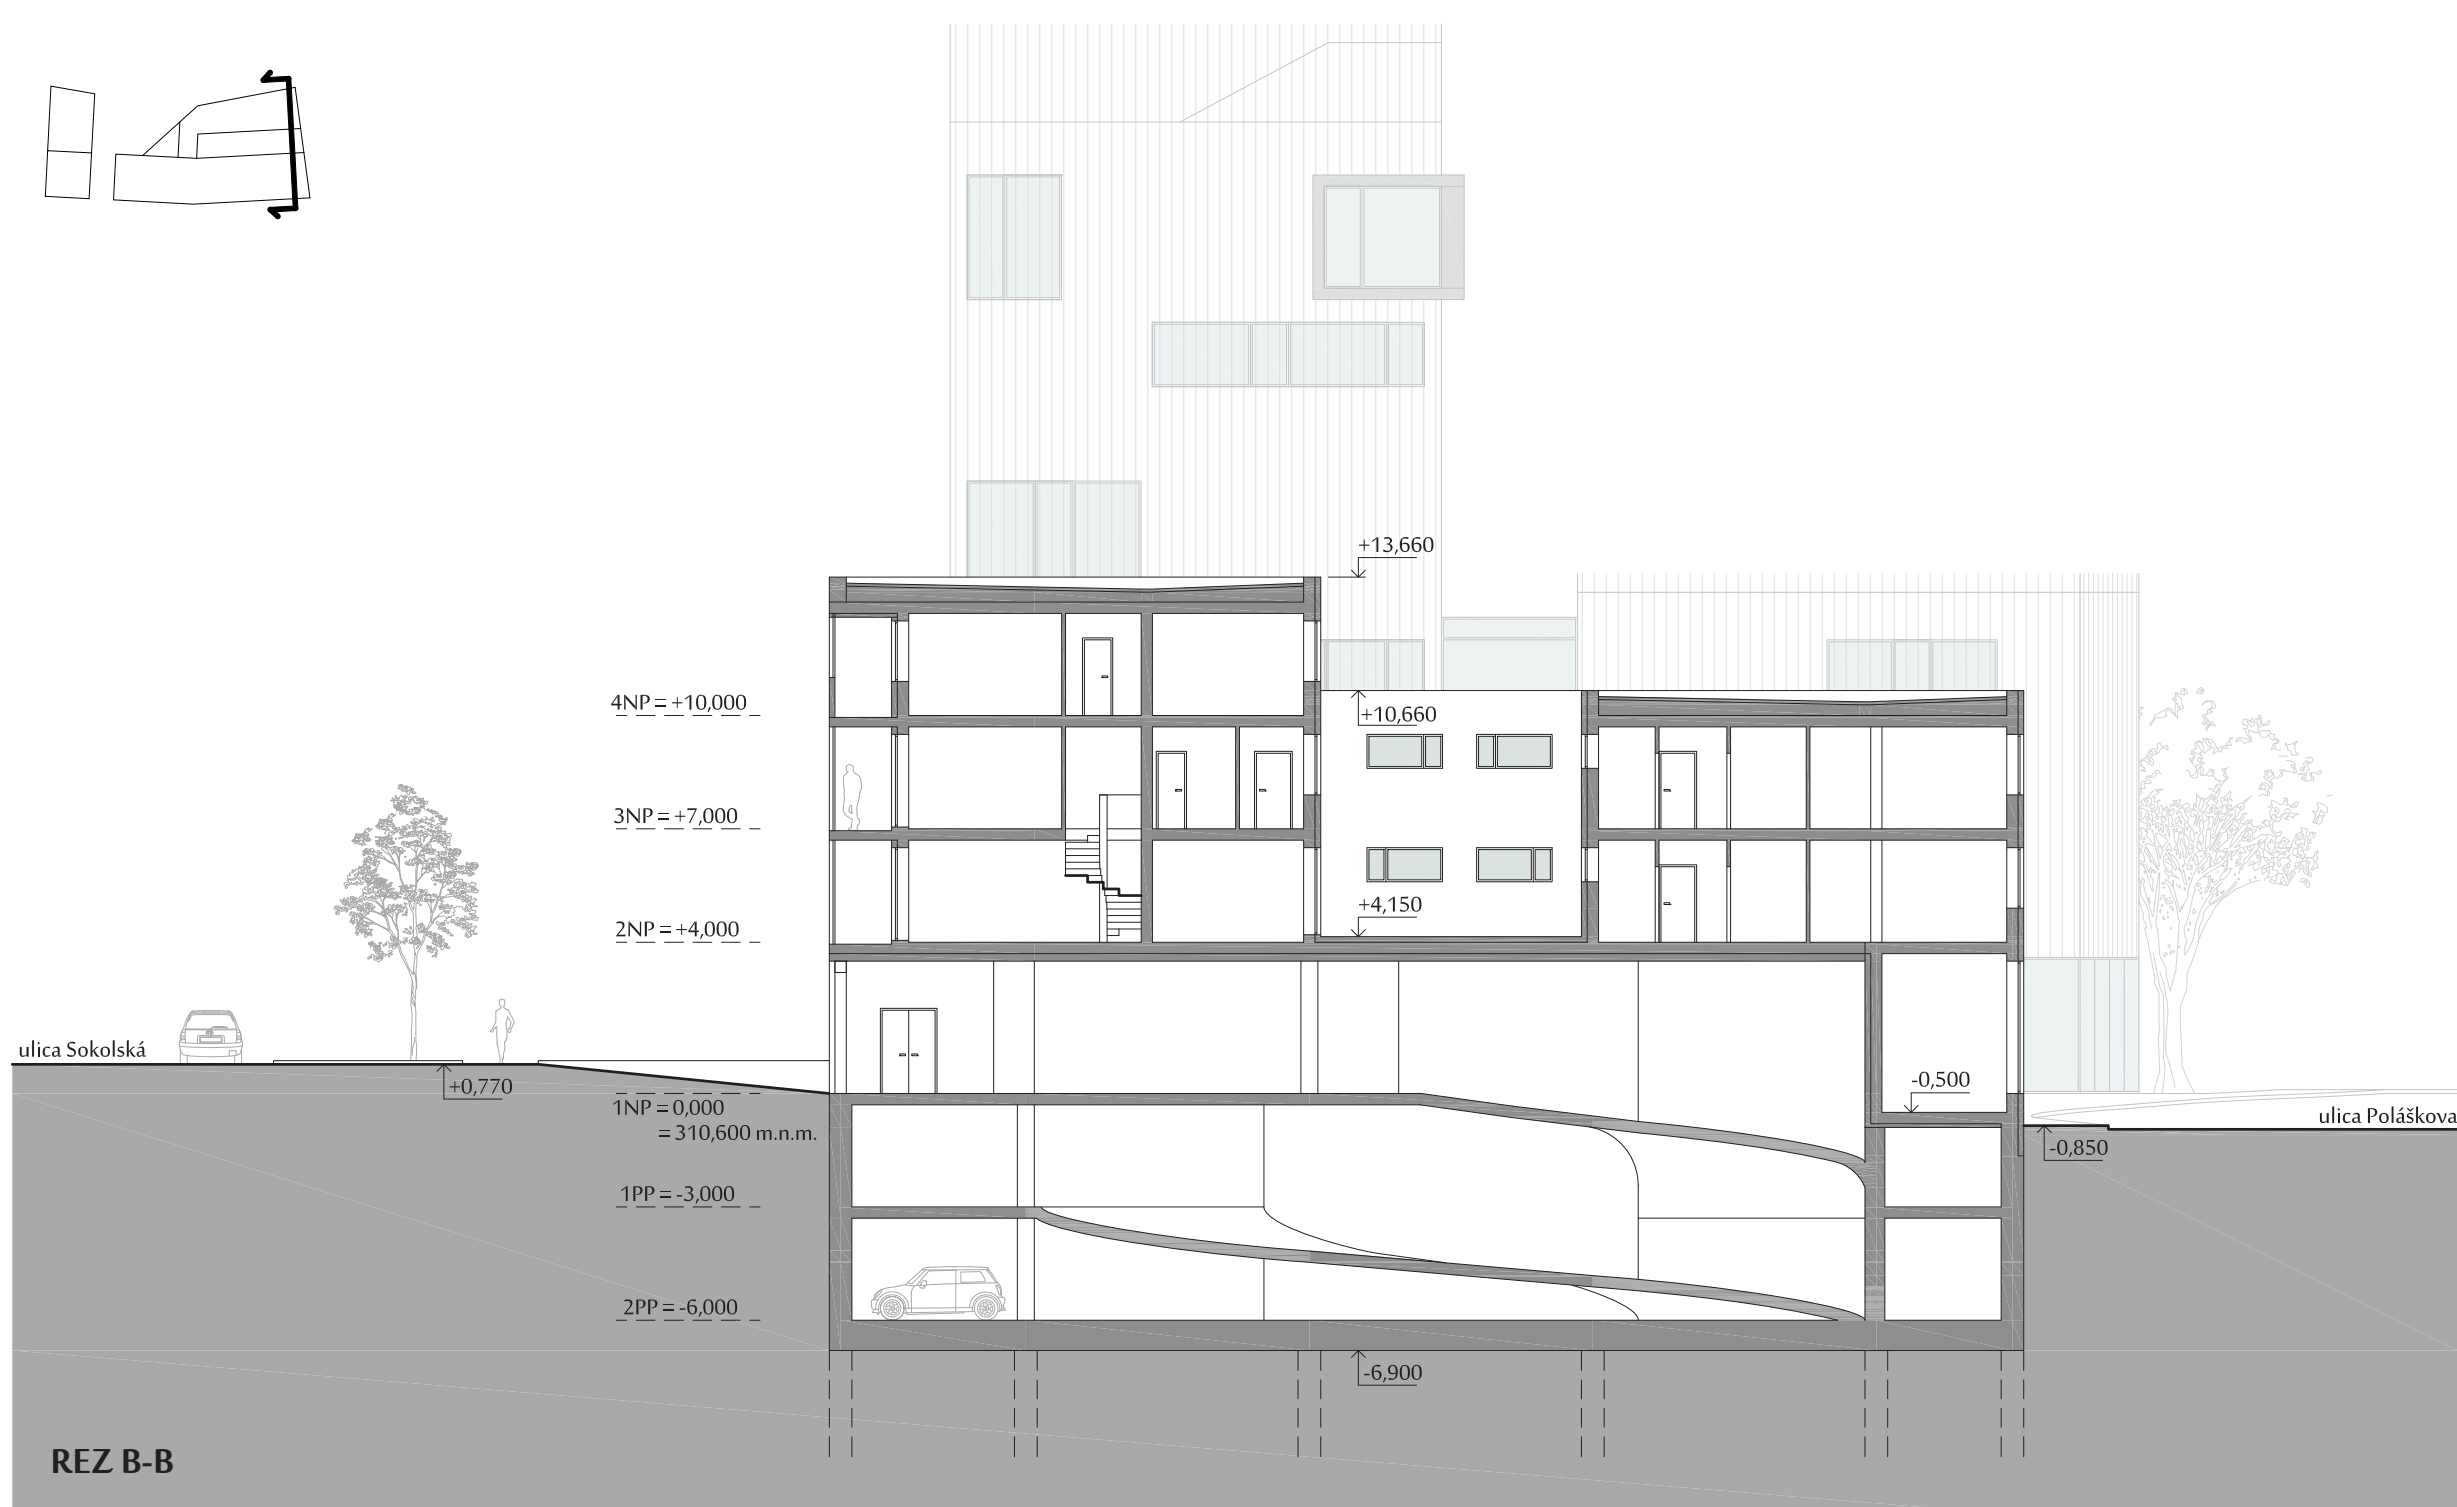 +13,660
4NP = +10,000
+10,660
3NP = +7,000
+4,150
2NP = +4,000
ulica Sokolská
+0,770
-0,500
1NP = 0,000
= 310,600 m.n.m.
ulica Poláškova
-0,850
1PP = -3,000
2PP = -6,000
-6,900
REZ B-B